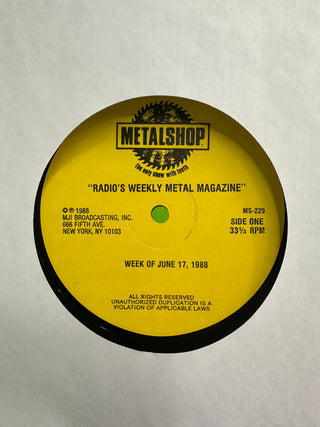 METALSHOP
the only show with teeth
"RADIO'S WEEKLY METAL MAGAZINE"
©℗ 1988
MJI BROADCASTING, INC.
666 FIFTH AVE.
NEW YORK, NY 10103
MS-229
SIDE ONE
33⅓ RPM
WEEK OF JUNE 17, 1988
ALL RIGHTS RESERVED
UNAUTHORIZED DUPLICATION IS A
VIOLATION OF APPLICABLE LAWS